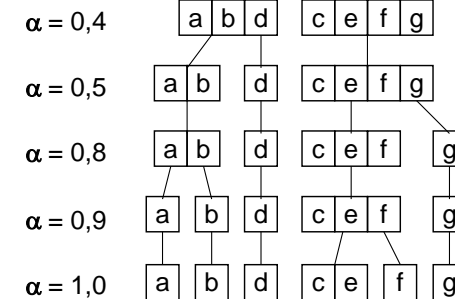 α = 0,4 a b d c e f g
α = 0,5 a b d c e f g
α = 0,8 a b d c e f g
α = 0,9 a b d c e f g
α = 1,0 a b d c e f g